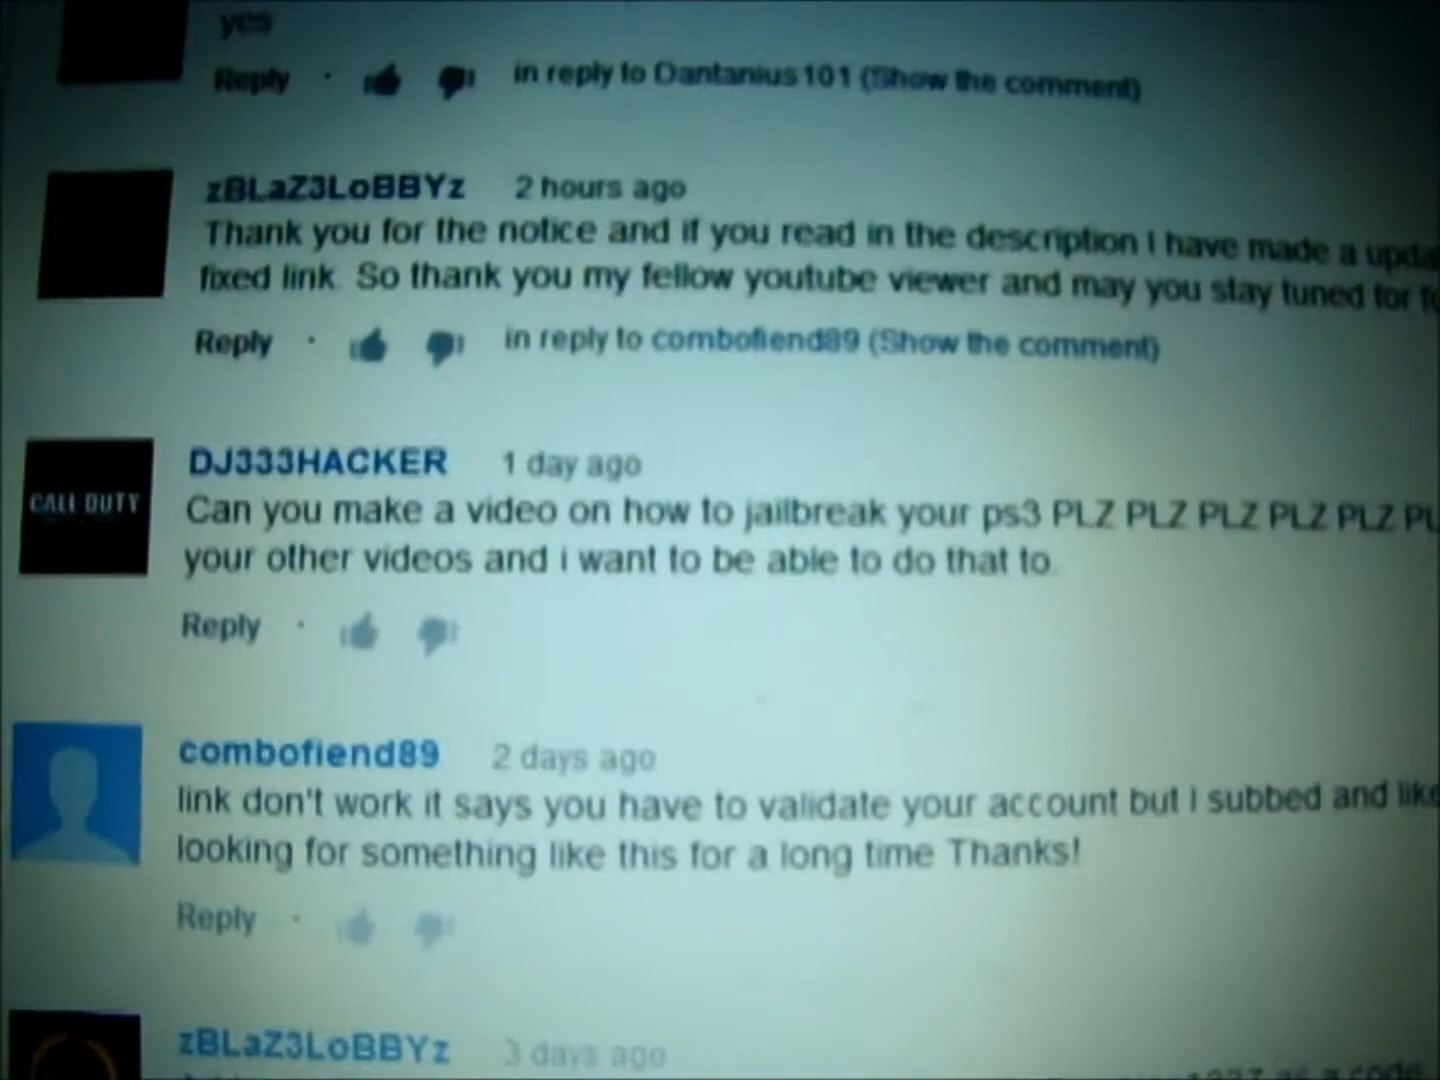 yes
Reply · in reply to Dantanius101 (Show the comment)
zBLaZ3LoBBYz 2 hours ago
Thank you for the notice and if you read in the description I have made a
fixed link. So thank you my fellow youtube viewer and may you stay tuned for
Reply · in reply to combofiend89 (Show the comment)
CALL DUTY
DJ333HACKER 1 day ago
Can you make a video on how to jailbreak your ps3 PLZ PLZ PLZ PLZ PLZ
your other videos and i want to be able to do that to.
Reply ·
combofiend89 2 days ago
link don't work it says you have to validate your account but I subbed and
looking for something like this for a long time Thanks!
Reply ·
zBLaZ3LoBBYz 3 days ago
as a code